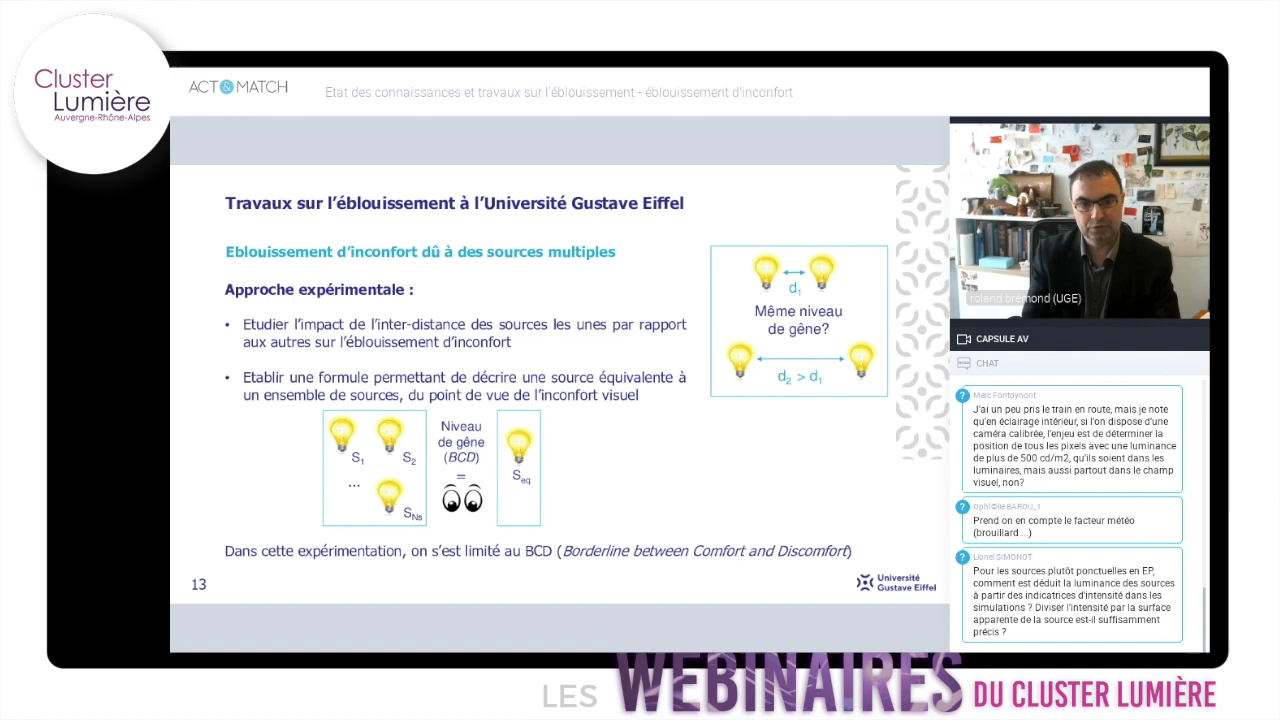 Cluster
Lumière
Auvergne-Rhône-Alpes
ACT & MATCH
Etat des connaissances et travaux sur l'éblouissement - éblouissement d'inconfort
Travaux sur l'éblouissement à l'Université Gustave Eiffel
Eblouissement d'inconfort dû à des sources multiples
Approche expérimentale :
• Etudier l'impact de l'inter-distance des sources les unes par rapport
aux autres sur l'éblouissement d'inconfort
• Etablir une formule permettant de décrire une source équivalente à
un ensemble de sources, du point de vue de l'inconfort visuel
d1
Même niveau
de gêne?
d2 > d1
S1
S2
...
SNs
Niveau
de gêne
(BCD)
=
Seq
Dans cette expérimentation, on s'est limité au BCD (Borderline between Comfort and Discomfort)
13
Université
Gustave Eiffel
roland brémond (UGE)
CAPSULE AV
CHAT
? Marc Fontoynont
J'ai un peu pris le train en route, mais je note
qu'en éclairage intérieur, si l'on dispose d'une
caméra calibrée, l'enjeu est de déterminer la
position de tous les pixels avec une luminance
de plus de 500 cd/m2, qu'ils soient dans les
luminaires, mais aussi partout dans le champ
visuel, non?
? Ophi©lie BAROU_1
Prend on en compte le facteur météo
(brouillard ...)
? Lionel SIMONOT
Pour les sources plutôt ponctuelles en EP,
comment est déduit la luminance des sources
à partir des indicatrices d'intensité dans les
simulations ? Diviser l'intensité par la surface
apparente de la source est-il suffisamment
précis ?
LES WEBINAIRES DU CLUSTER LUMIÈRE